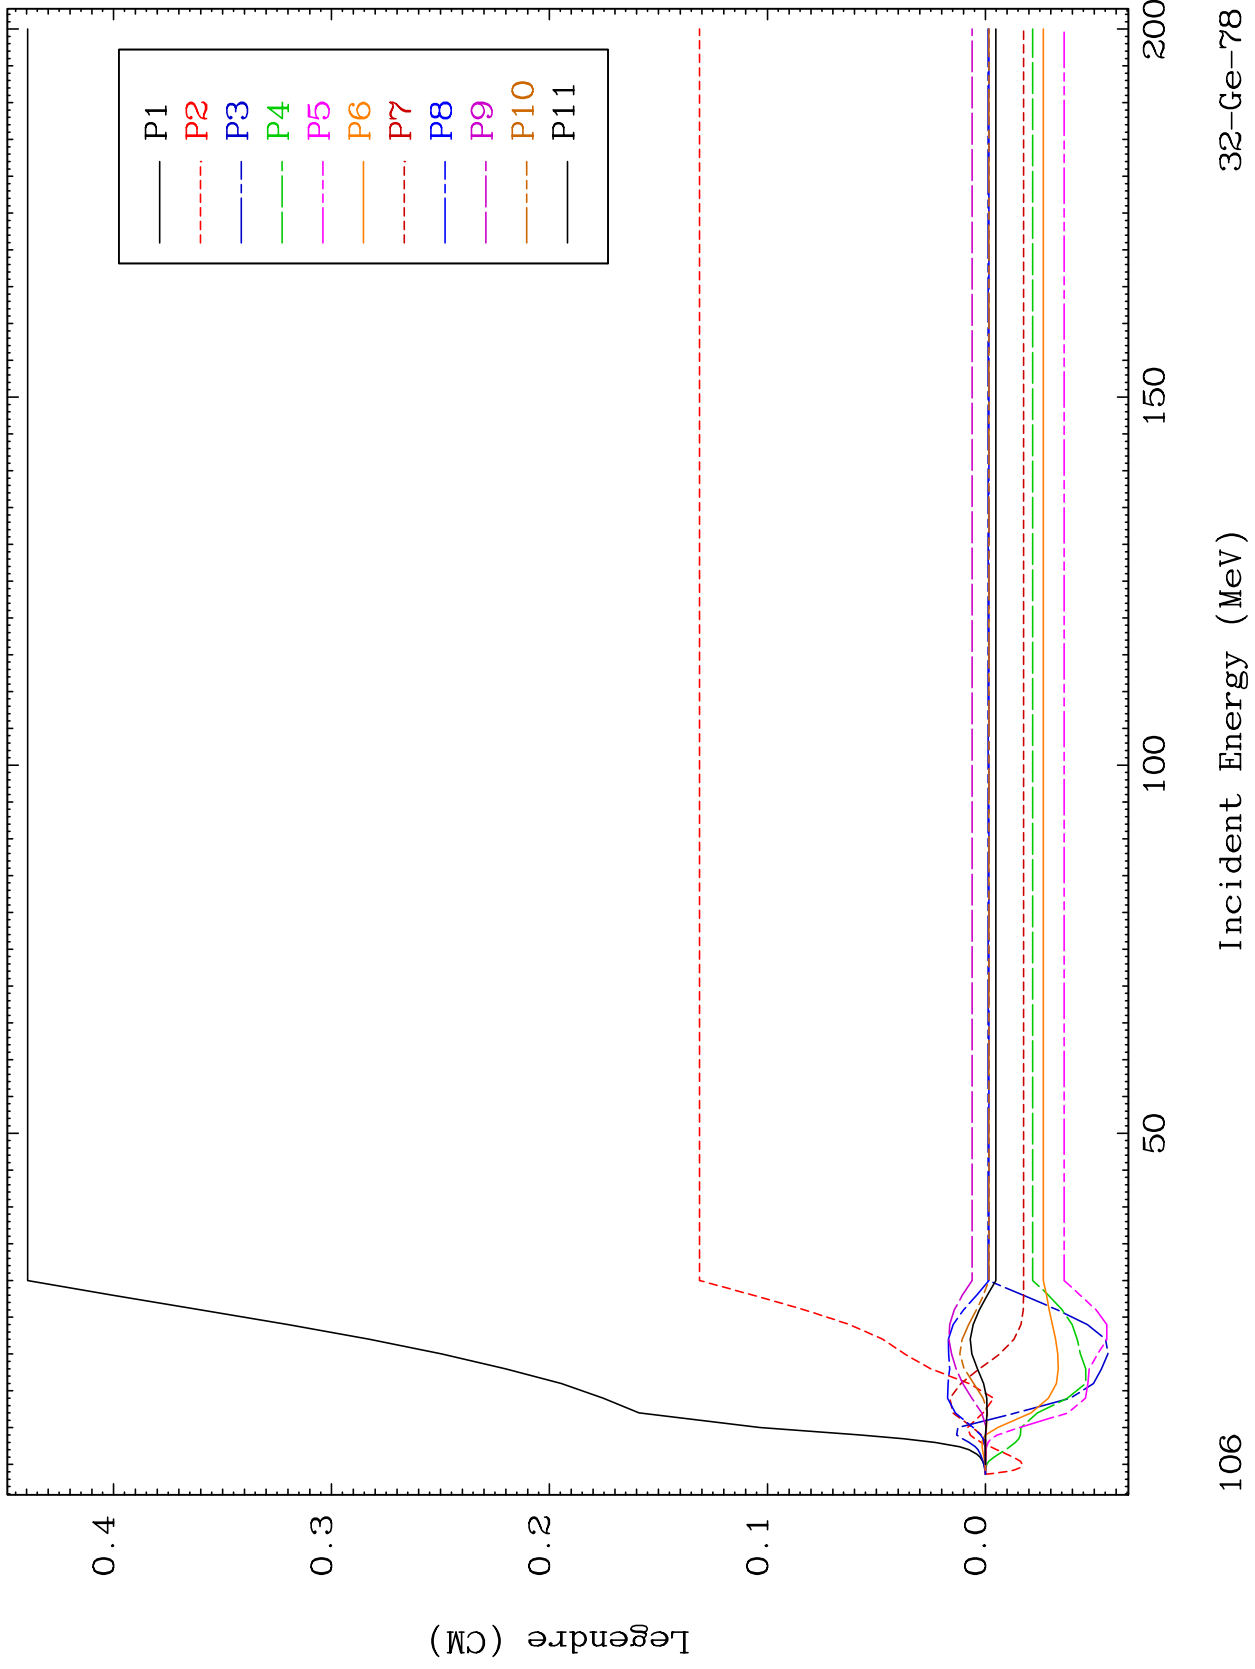 Legendre (CM)
0.4
0.3
0.2
0.1
0.0
P1
P2
P3
P4
P5
P6
P7
P8
P9
P10
P11
50
100
150
200
Incident Energy (MeV)
106
32-Ge-78